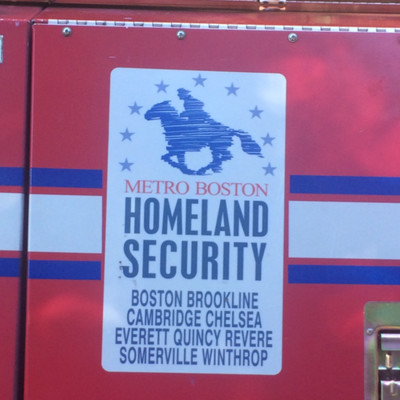 METRO BOSTON
HOMELAND
SECURITY
BOSTON BROOKLINE
CAMBRIDGE CHELSEA
EVERETT QUINCY REVERE
SOMERVILLE WINTHROP